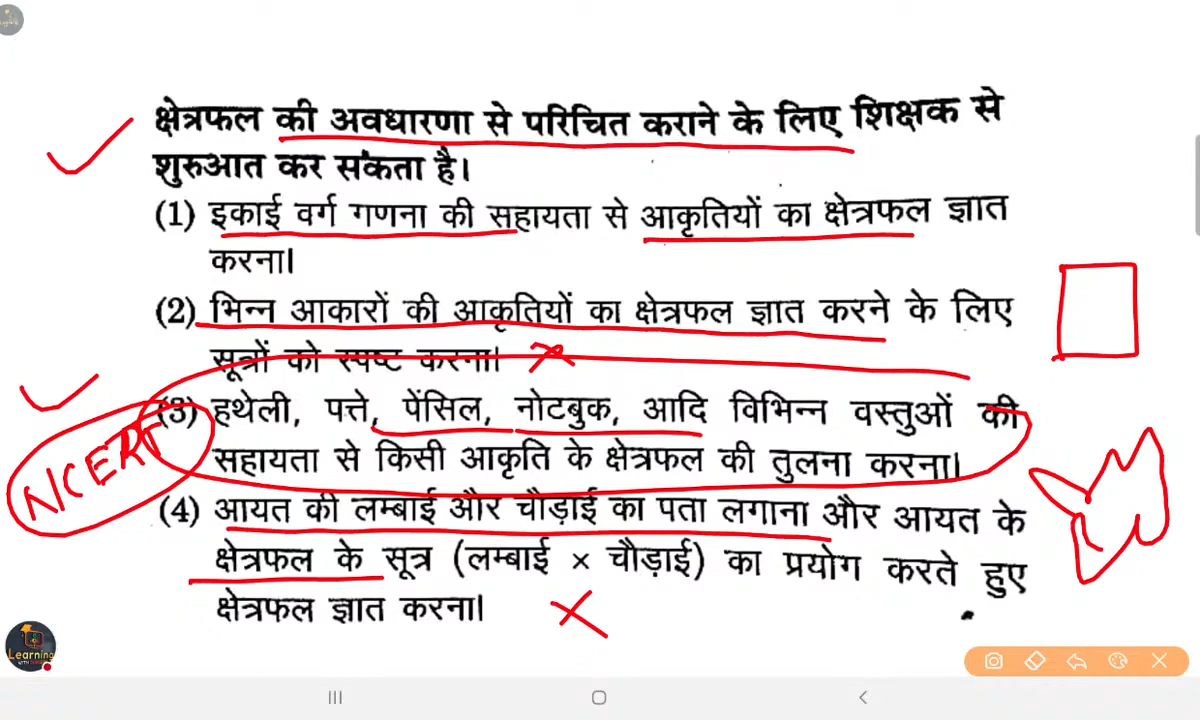 क्षेत्रफल की अवधारणा से परिचित कराने के लिए शिक्षक से
शुरुआत कर सकता है।
(1) इकाई वर्ग गणना की सहायता से आकृतियों का क्षेत्रफल ज्ञात
करना।
(2) भिन्न आकारों की आकृतियों का क्षेत्रफल ज्ञात करने के लिए
सूत्रों को स्पष्ट करना।
(3) हथेली, पत्ते, पेंसिल, नोटबुक, आदि विभिन्न वस्तुओं की
सहायता से किसी आकृति के क्षेत्रफल की तुलना करना।
NCERT
(4) आयत की लम्बाई और चौड़ाई का पता लगाना और आयत के
क्षेत्रफल के सूत्र (लम्बाई × चौड़ाई) का प्रयोग करते हुए
क्षेत्रफल ज्ञात करना।
Learning